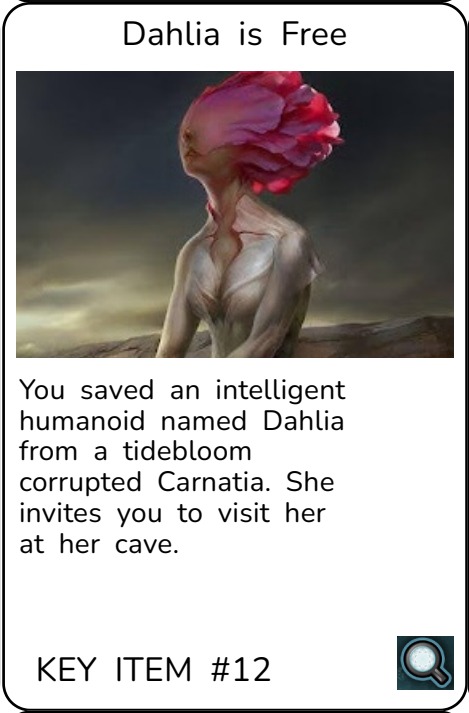 Dahlia is Free
You saved an intelligent
humanoid named Dahlia
from a tidebloom
corrupted Carnatia. She
invites you to visit her
at her cave.
KEY ITEM #12